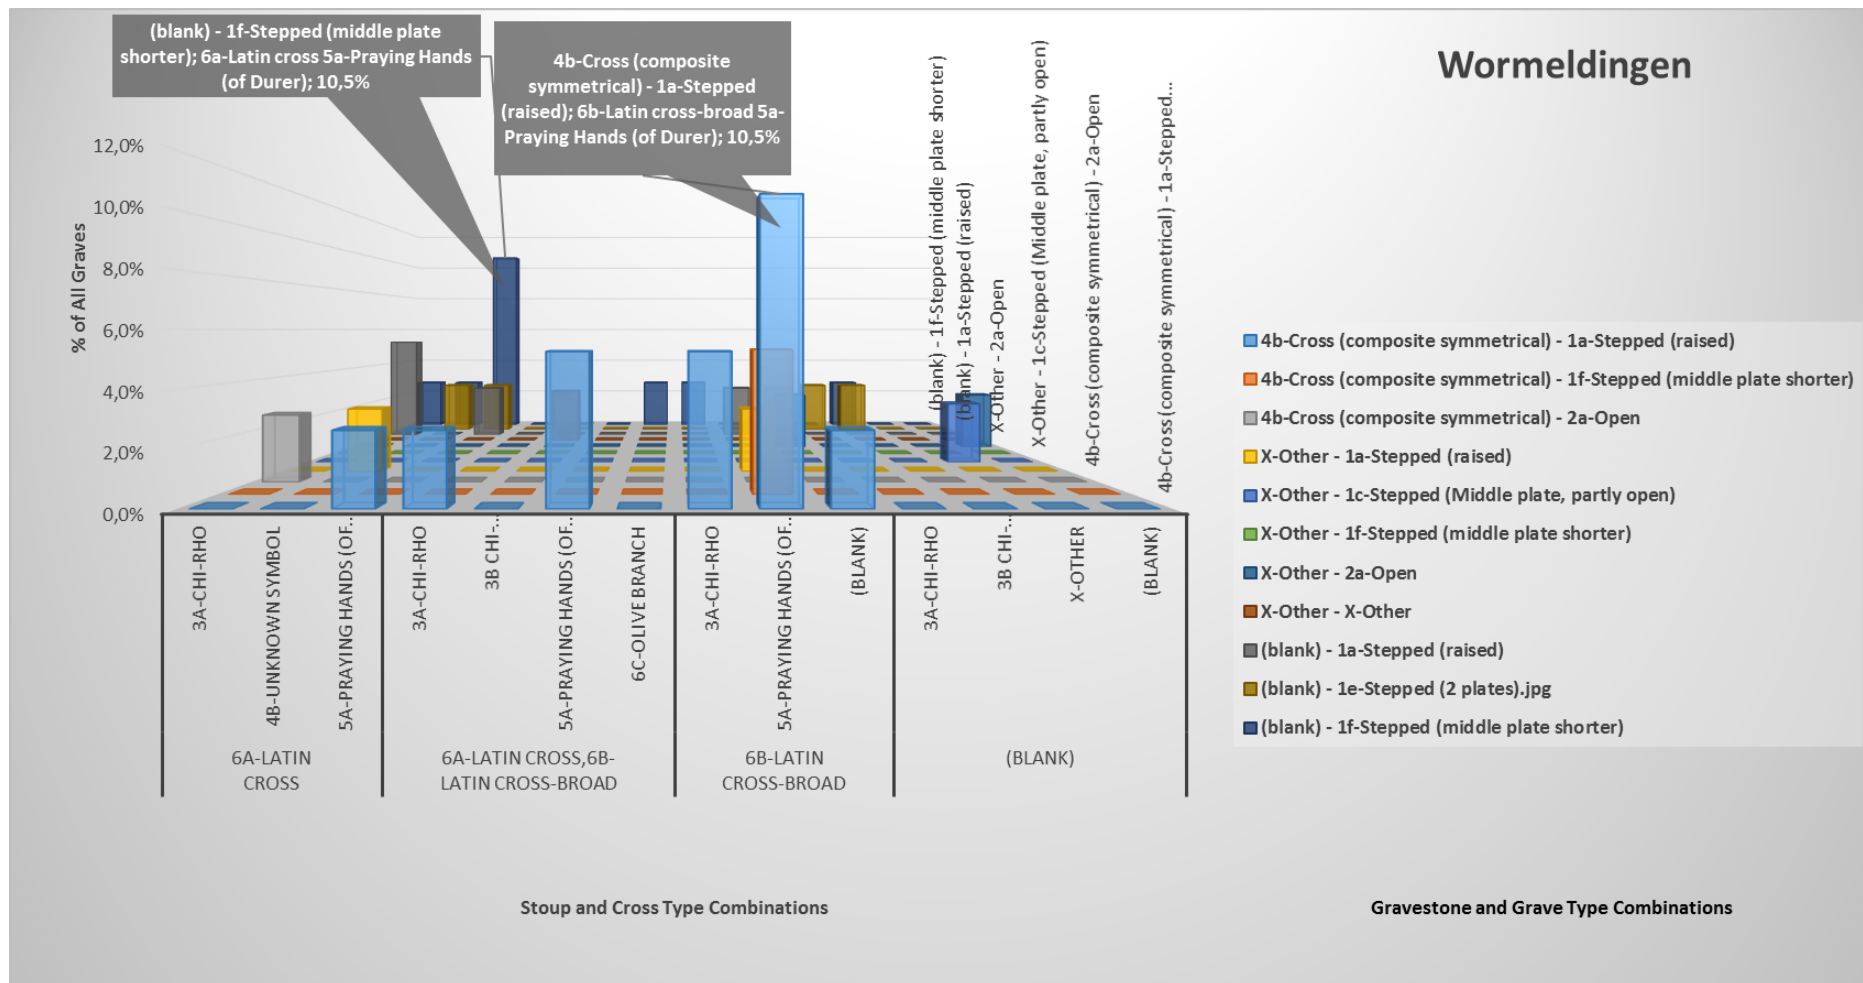 (blank) - 1f-Stepped (middle plate
shorter); 6a-Latin cross 5a-Praying Hands
(of Durer); 10,5%
4b-Cross (composite
symmetrical) - 1a-Stepped
(raised); 6b-Latin cross-broad 5a-
Praying Hands (of Durer); 10,5%
Wormeldingen
% of All Graves
12,0%
10,0%
8,0%
6,0%
4,0%
2,0%
0,0%
(blank) - 1f-Stepped (middle plate shorter)
(blank) - 1a-Stepped (raised)
X-Other - 2a-Open
X-Other - 1c-Stepped (Middle plate, partly open)
4b-Cross (composite symmetrical) - 2a-Open
4b-Cross (composite symmetrical) - 1a-Stepped...
3A-CHI-RHO
4B-UNKNOWN SYMBOL
5A-PRAYING HANDS (OF...
3A-CHI-RHO
3B CHI-...
5A-PRAYING HANDS (OF...
6C-OLIVE BRANCH
3A-CHI-RHO
5A-PRAYING HANDS (OF...
(BLANK)
3A-CHI-RHO
3B CHI-...
X-OTHER
(BLANK)
6A-LATIN
CROSS
6A-LATIN CROSS,6B-
LATIN CROSS-BROAD
6B-LATIN
CROSS-BROAD
(BLANK)
4b-Cross (composite symmetrical) - 1a-Stepped (raised)
4b-Cross (composite symmetrical) - 1f-Stepped (middle plate shorter)
4b-Cross (composite symmetrical) - 2a-Open
X-Other - 1a-Stepped (raised)
X-Other - 1c-Stepped (Middle plate, partly open)
X-Other - 1f-Stepped (middle plate shorter)
X-Other - 2a-Open
X-Other - X-Other
(blank) - 1a-Stepped (raised)
(blank) - 1e-Stepped (2 plates).jpg
(blank) - 1f-Stepped (middle plate shorter)
Stoup and Cross Type Combinations
Gravestone and Grave Type Combinations